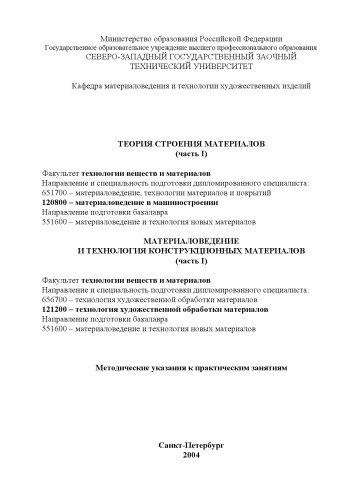 Министерство образования Российской Федерации
Государственное образовательное учреждение высшего профессионального образования
СЕВЕРО-ЗАПАДНЫЙ ГОСУДАРСТВЕННЫЙ ЗАОЧНЫЙ
ТЕХНИЧЕСКИЙ УНИВЕРСИТЕТ
Кафедра материаловедения и технологии художественных изделий
ТЕОРИЯ СТРОЕНИЯ МАТЕРИАЛОВ
(часть I)
Факультет технологии веществ и материалов
Направление и специальность подготовки дипломированного специалиста:
651700 – материаловедение, технологии материалов и покрытий
120800 – материаловедение в машиностроении
Направление подготовки бакалавра
551600 – материаловедение и технология новых материалов
МАТЕРИАЛОВЕДЕНИЕ
И ТЕХНОЛОГИЯ КОНСТРУКЦИОННЫХ МАТЕРИАЛОВ
(часть I)
Факультет технологии веществ и материалов
Направление и специальность подготовки дипломированного специалиста:
656700 – технология художественной обработки материалов
121200 – технология художественной обработки материалов
Направление подготовки бакалавра
551600 – материаловедение и технология новых материалов
Методические указания к практическим занятиям
Санкт-Петербург
2004